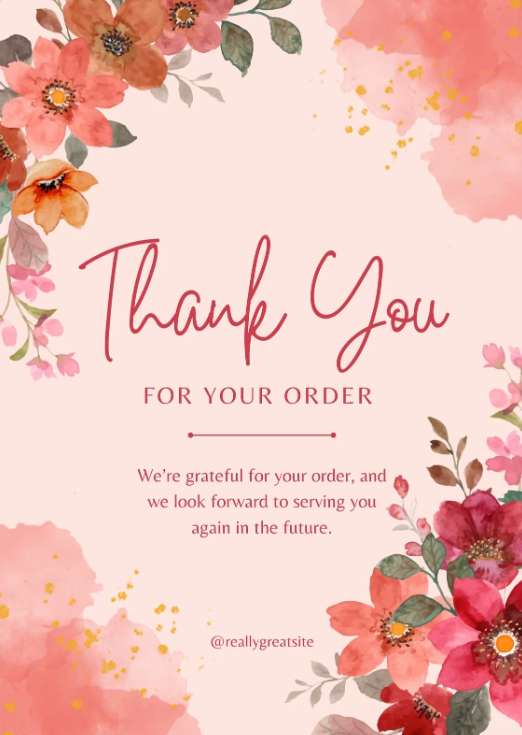 Thank You
FOR YOUR ORDER
We’re grateful for your order, and
we look forward to serving you
again in the future.
@reallygreatsite